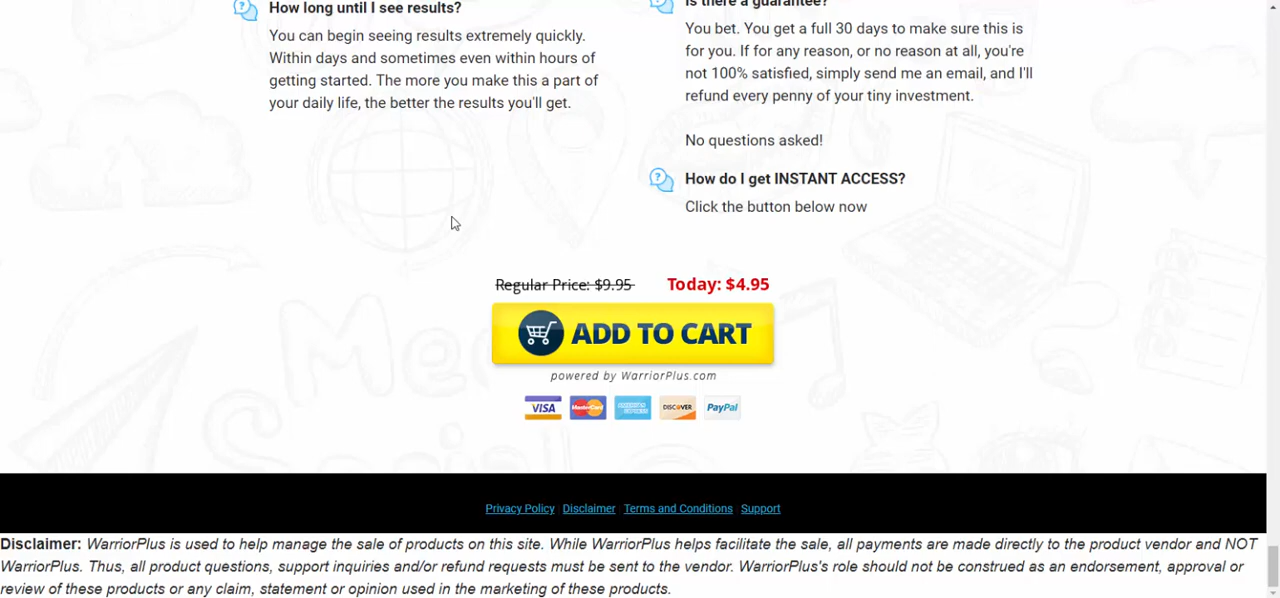 How long until I see results?
You can begin seeing results extremely quickly.
Within days and sometimes even within hours of
getting started. The more you make this a part of
your daily life, the better the results you'll get.
Is there a guarantee?
You bet. You get a full 30 days to make sure this is
for you. If for any reason, or no reason at all, you're
not 100% satisfied, simply send me an email, and I'll
refund every penny of your tiny investment.
No questions asked!
How do I get INSTANT ACCESS?
Click the button below now
Regular Price: $9.95 Today: $4.95
ADD TO CART
powered by WarriorPlus.com
VISA MasterCard AMERICAN EXPRESS DISCOVER PayPal
Privacy Policy Disclaimer Terms and Conditions Support
Disclaimer: WarriorPlus is used to help manage the sale of products on this site. While WarriorPlus helps facilitate the sale, all payments are made directly to the product vendor and NOT
WarriorPlus. Thus, all product questions, support inquiries and/or refund requests must be sent to the vendor. WarriorPlus's role should not be construed as an endorsement, approval or
review of these products or any claim, statement or opinion used in the marketing of these products.